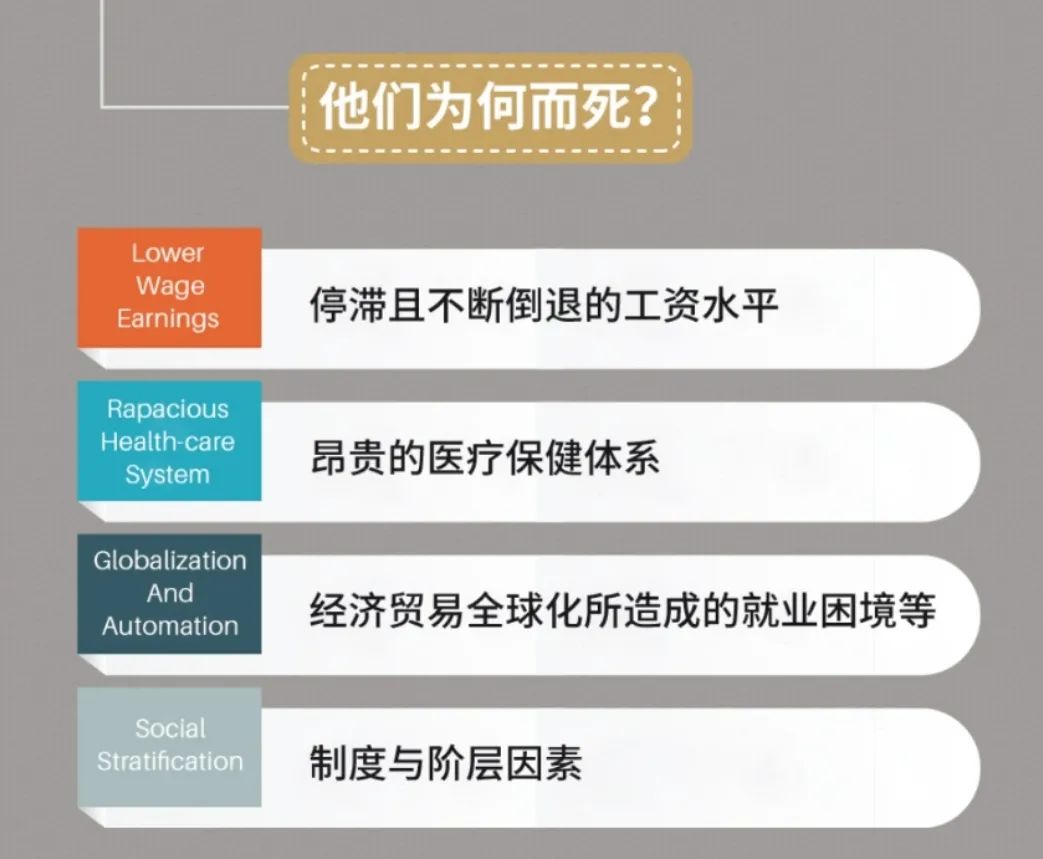 他们为何而死？
Lower
Wage
Earnings
停滞且不断倒退的工资水平
Rapacious
Health-care
System
昂贵的医疗保健体系
Globalization
And
Automation
经济贸易全球化所造成的就业困境等
Social
Stratification
制度与阶层因素